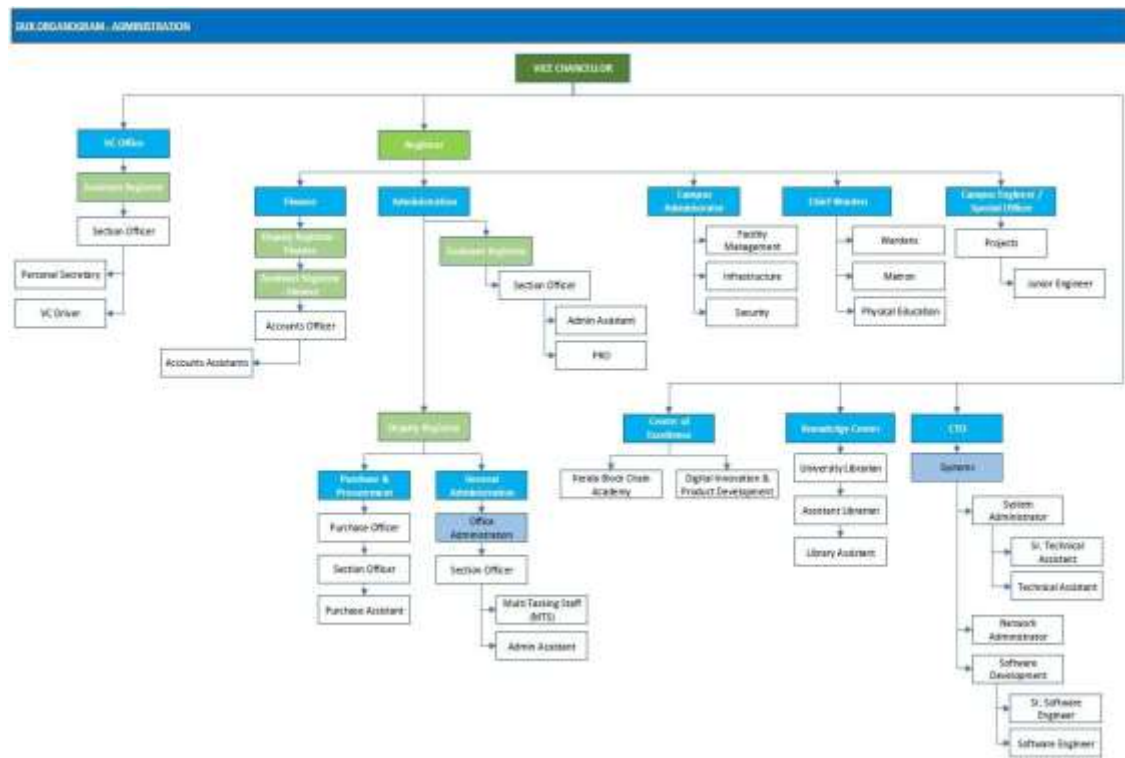 DUK ORGANOGRAM - ADMINISTRATION
VICE CHANCELLOR
VC Office
Registrar
Assistant Registrar
Section Officer
Personal Secretary
VC Driver
Finance
Administration
Campus
Administrator
Chief Warden
Campus Engineer /
Special Officer
Deputy Registrar
Finance
Assistant Registrar
Finance
Accounts Officer
Accounts Assistants
Assistant Registrar
Section Officer
Admin Assistant
PRO
Facility
Management
Infrastructure
Security
Wardens
Matron
Physical Education
Projects
Junior Engineer
Deputy Registrar
Purchase &
Procurement
Purchase Officer
Section Officer
Purchase Assistant
General
Administration
Office
Administration
Section Officer
Multi Tasking Staff
(MTS)
Admin Assistant
Center of
Excellence
Kerala Block Chain
Academy
Digital Innovation &
Product Development
Knowledge Center
University Librarian
Assistant Librarian
Library Assistant
CTO
Systems
System
Administrator
Sr. Technical
Assistant
Technical Assistant
Network
Administrator
Software
Development
Sr. Software
Engineer
Software Engineer